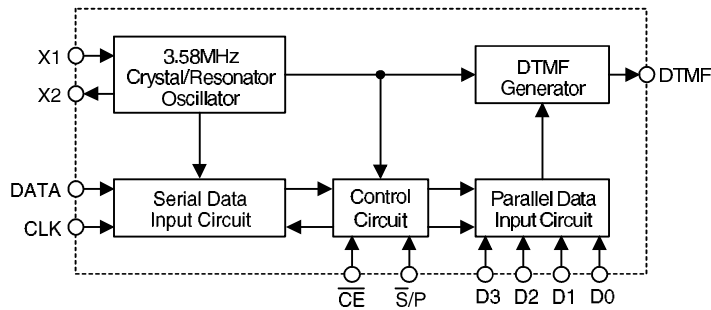 X1
X2
3.58MHz
Crystal/Resonator
Oscillator
DTMF
Generator
DTMF
DATA
CLK
Serial Data
Input Circuit
Control
Circuit
Parallel Data
Input Circuit
C̅E̅
S̅/P
D3
D2
D1
D0